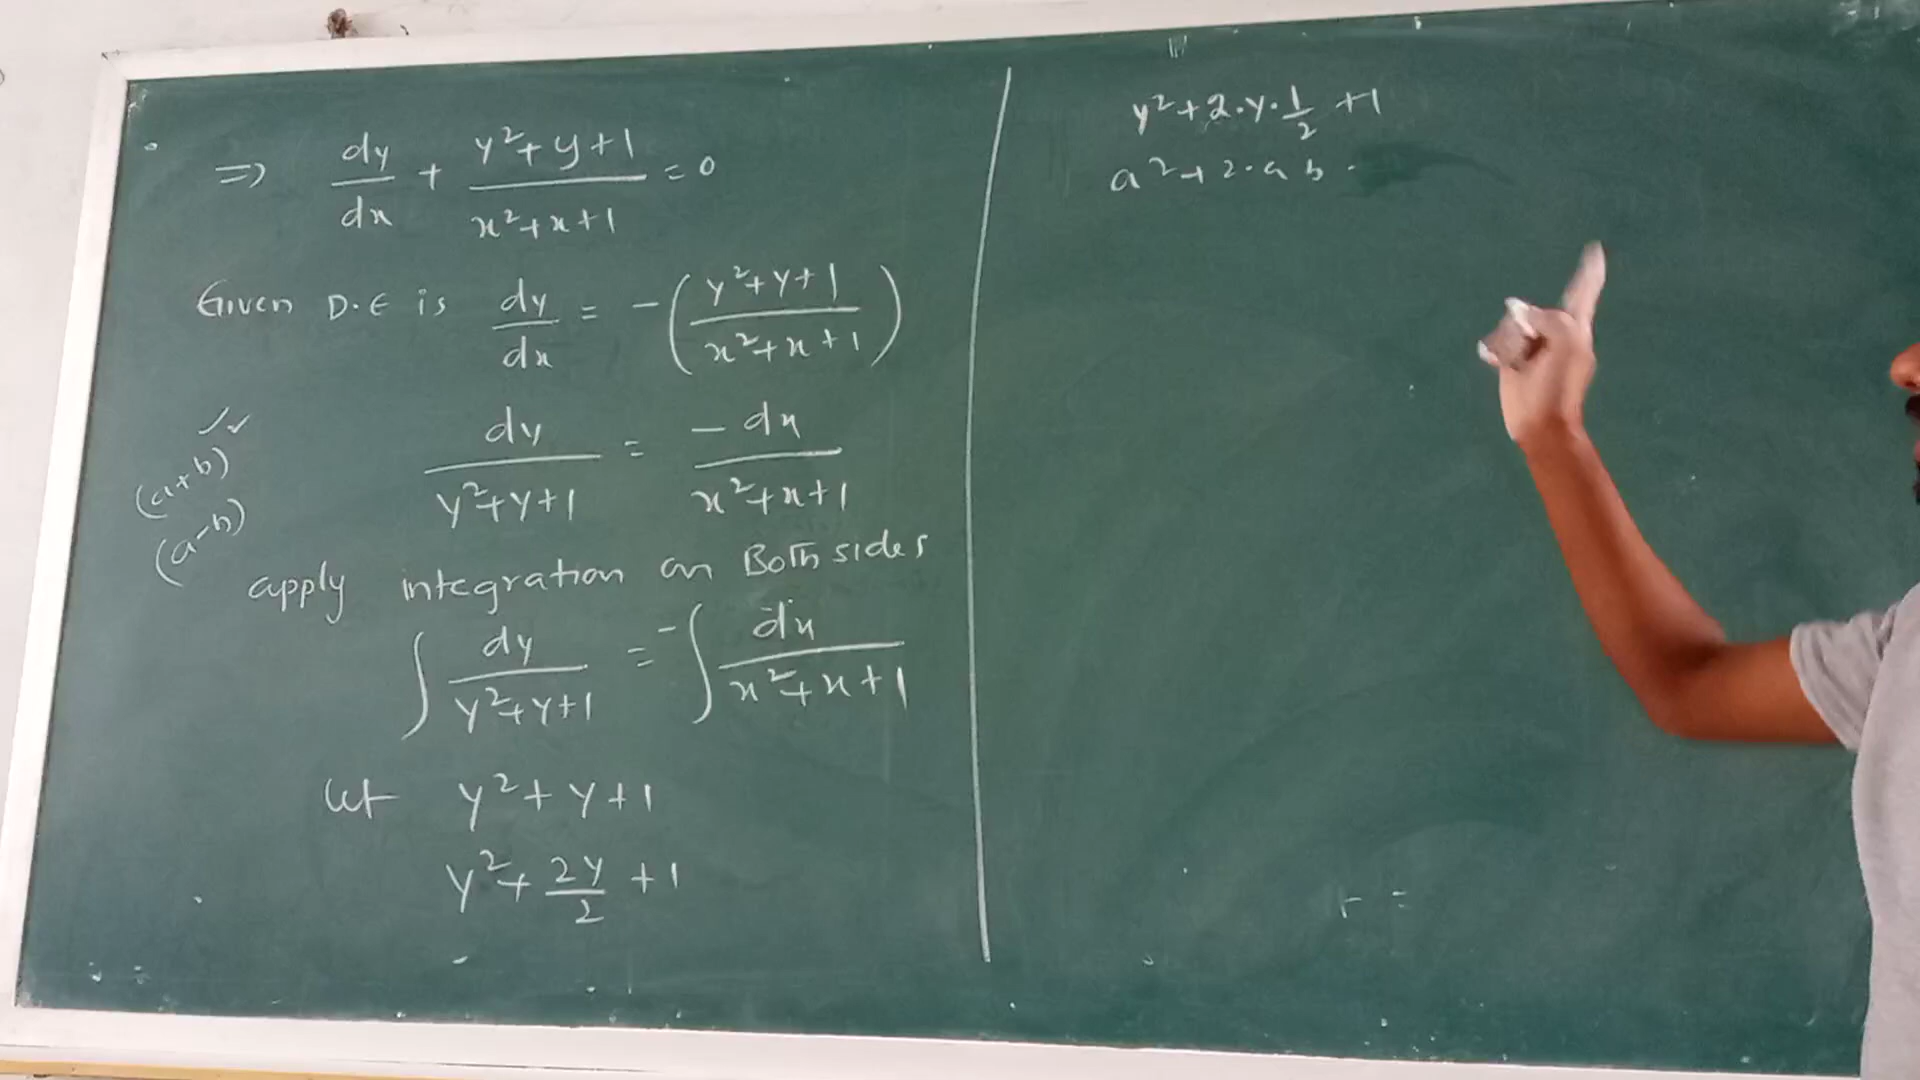 => dy/dx + (y²+y+1)/(x²+x+1) = 0
Given D.E is dy/dx = -((y²+y+1)/(x²+x+1))
(a+b)
(a-b)
dy/(y²+y+1) = -dx/(x²+x+1)
apply integration on Both sides
∫ dy/(y²+y+1) = -∫ dx/(x²+x+1)
let y²+y+1
y²+ 2y/2 +1
y²+2·y·1/2 +1
a²+2·a b ·
r =